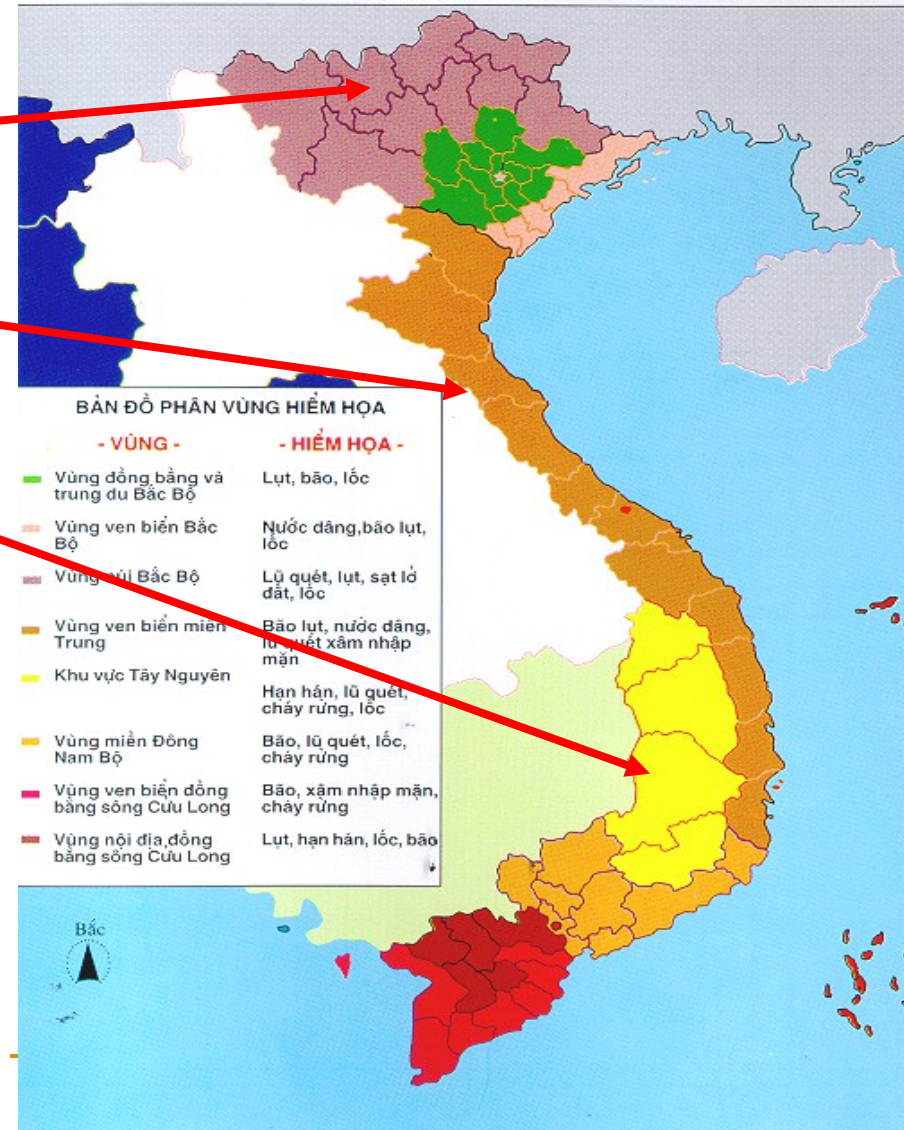 BẢN ĐỒ PHÂN VÙNG HIỂM HỌA
- VÙNG -
- HIỂM HỌA -
Vùng đồng bằng và
trung du Bắc Bộ
Lụt, bão, lốc
Vùng ven biển Bắc
Bộ
Nước dâng,bão lụt,
lốc
Vùng núi Bắc Bộ
Lũ quét, lụt, sạt lở
đất, lốc
Vùng ven biển miền
Trung
Bão lụt, nước dâng,
lũ quét xâm nhập
mặn
Khu vực Tây Nguyên
Hạn hán, lũ quét,
cháy rừng, lốc
Vùng miền Đông
Nam Bộ
Bão, lũ quét, lốc,
cháy rừng
Vùng ven biển đồng
bằng sông Cửu Long
Bão, xâm nhập mặn,
cháy rừng
Vùng nội địa,đồng
bằng sông Cửu Long
Lụt, hạn hán, lốc, bão
Bắc